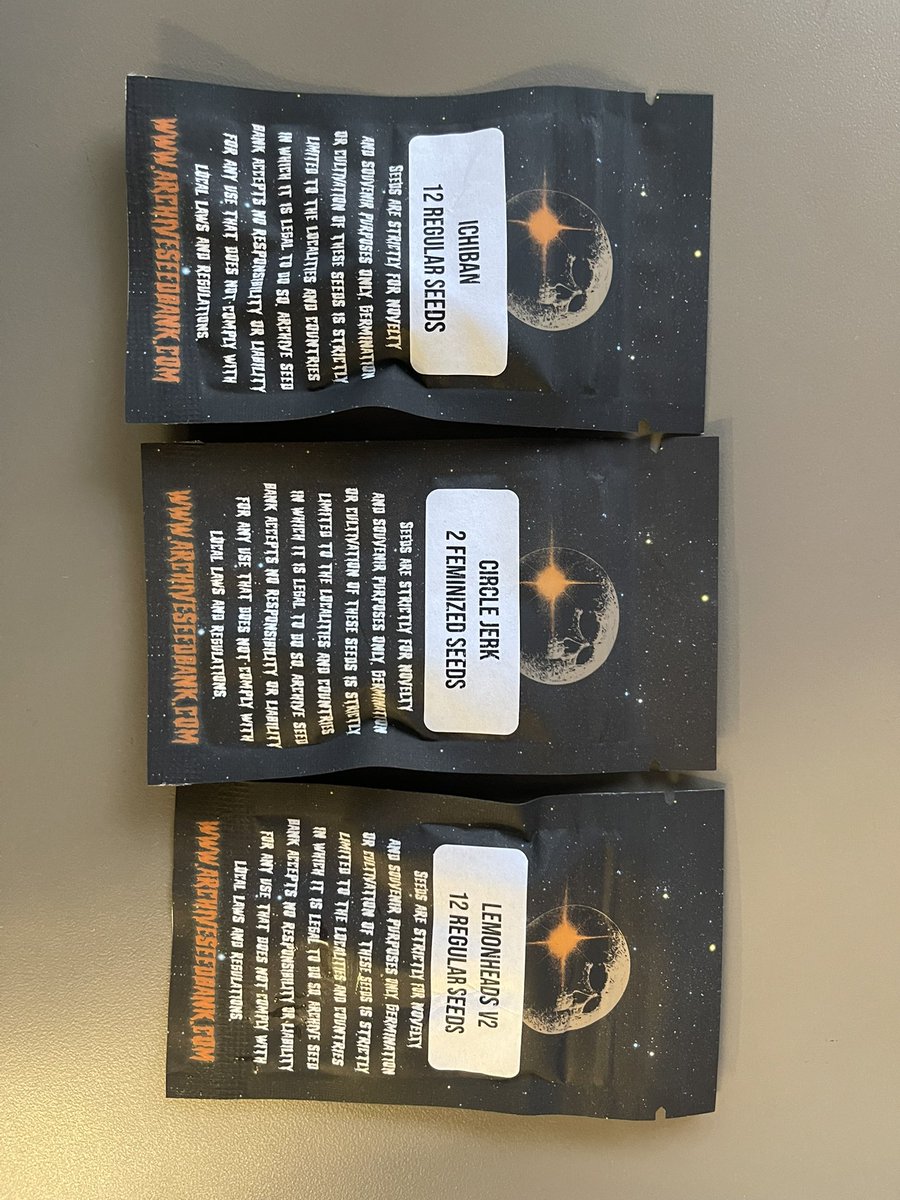 ICHIBAN
12 REGULAR SEEDS
SEEDS ARE STRICTLY FOR NOVELTY
AND SOUVENIR PURPOSES ONLY. GERMINATION
OR CULTIVATION OF THESE SEEDS IS STRICTLY
LIMITED TO THE LOCALITIES AND COUNTRIES
IN WHICH IT IS LEGAL TO DO SO. ARCHIVE SEED
BANK ACCEPTS NO RESPONSIBILITY OR LIABILITY
FOR ANY USE THAT DOES NOT COMPLY WITH
LOCAL LAWS AND REGULATIONS.
WWW.ARCHIVESEEDBANK.COM
CIRCLE JERK
2 FEMINIZED SEEDS
SEEDS ARE STRICTLY FOR NOVELTY
AND SOUVENIR PURPOSES ONLY. GERMINATION
OR CULTIVATION OF THESE SEEDS IS STRICTLY
LIMITED TO THE LOCALITIES AND COUNTRIES
IN WHICH IT IS LEGAL TO DO SO. ARCHIVE SEED
BANK ACCEPTS NO RESPONSIBILITY OR LIABILITY
FOR ANY USE THAT DOES NOT COMPLY WITH
LOCAL LAWS AND REGULATIONS.
WWW.ARCHIVESEEDBANK.COM
LEMONHEADS V2
12 REGULAR SEEDS
SEEDS ARE STRICTLY FOR NOVELTY
AND SOUVENIR PURPOSES ONLY. GERMINATION
OR CULTIVATION OF THESE SEEDS IS STRICTLY
LIMITED TO THE LOCALITIES AND COUNTRIES
IN WHICH IT IS LEGAL TO DO SO. ARCHIVE SEED
BANK ACCEPTS NO RESPONSIBILITY OR LIABILITY
FOR ANY USE THAT DOES NOT COMPLY WITH
LOCAL LAWS AND REGULATIONS.
WWW.ARCHIVESEEDBANK.COM